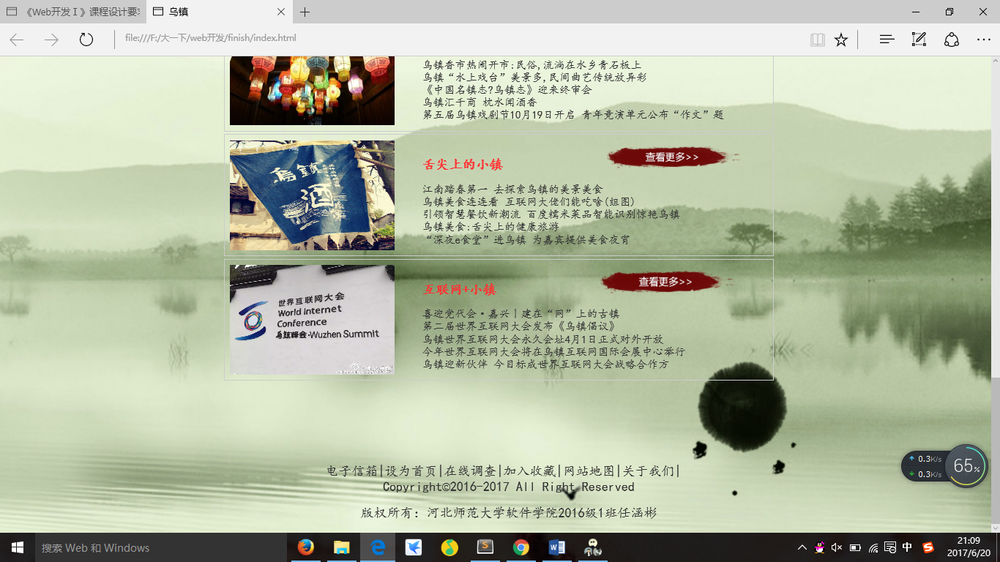 《Web开发Ⅰ》课程设计要
乌镇
file:///F:/大一下/web开发/finish/index.html
乌镇香市热闹开市:民俗,流淌在水乡青石板上
乌镇“水上戏台”美景多,民间曲艺传统放异彩
《中国名镇志?乌镇志》迎来终审会
乌镇汇千商 枕水闻酒香
第五届乌镇戏剧节10月19日开启 青年竞演单元公布“作文”题
乌镇
酒
舌尖上的小镇
查看更多>>
江南踏春第一 去探索乌镇的美景美食
乌镇美食连连看 互联网大佬们能吃啥(组图)
引领智慧餐饮新潮流 百度糯米菜品智能识别惊艳乌镇
乌镇美食:舌尖上的健康旅游
“深夜e食堂”进乌镇 为嘉宾提供美食夜宵
世界互联网大会
World Internet
Conference
乌镇峰会·Wuzhen Summit
互联网+小镇
查看更多>>
喜迎党代会·嘉兴丨建在“网”上的古镇
第二届世界互联网大会发布《乌镇倡议》
乌镇世界互联网大会永久会址4月1日正式对外开放
今年世界互联网大会将在乌镇互联网国际会展中心举行
乌镇迎新伙伴 今目标成世界互联网大会战略合作方
0.3K/s
0.3K/s
65%
电子信箱|设为首页|在线调查|加入收藏|网站地图|关于我们|
Copyright©2016-2017 All Right Reserved
版权所有：河北师范大学软件学院2016级1班任涵彬
搜索 Web 和 Windows
中
21:09
2017/6/20